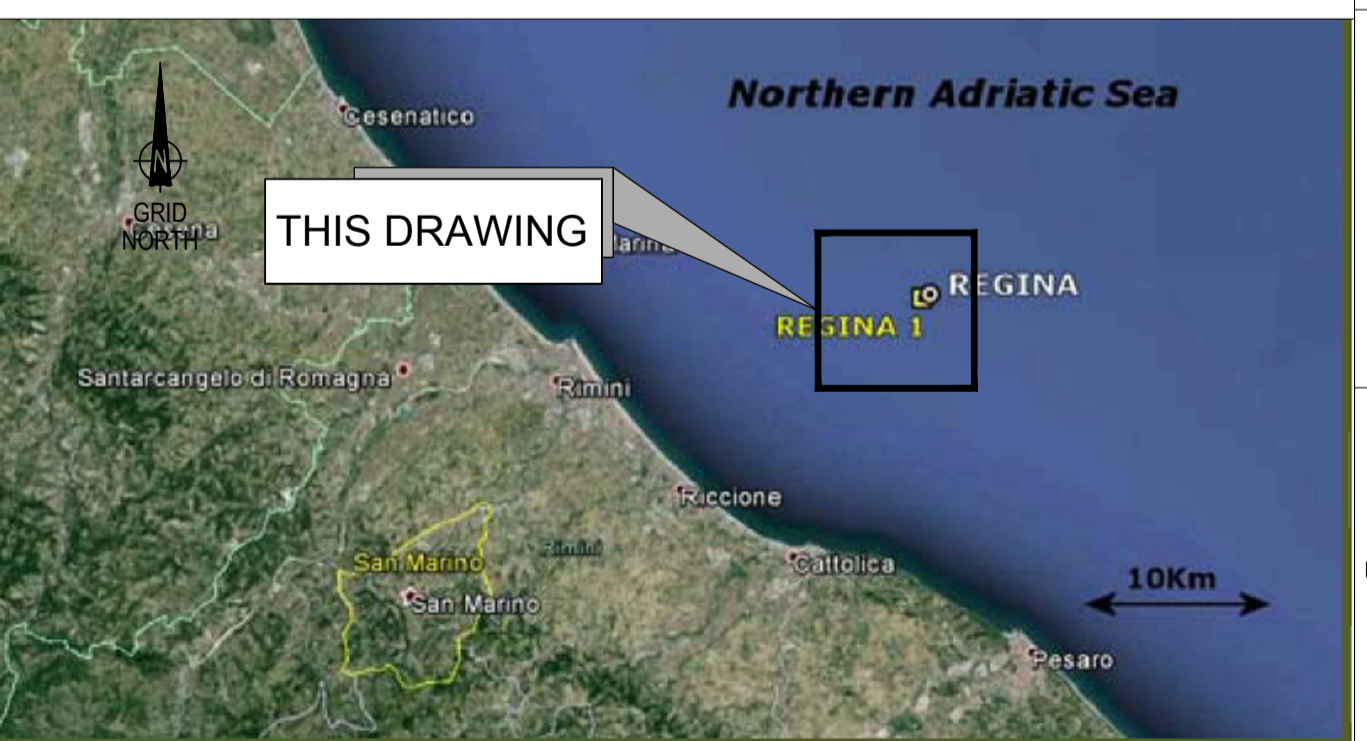 Northern Adriatic Sea
Cesenatico
N
GRID
NORTH
THIS DRAWING
REGINA
REGINA 1
Santarcangelo di Romagna
Rimini
Riccione
Rimini
San Marino
Cattolica
San Marino
10Km
Pesaro